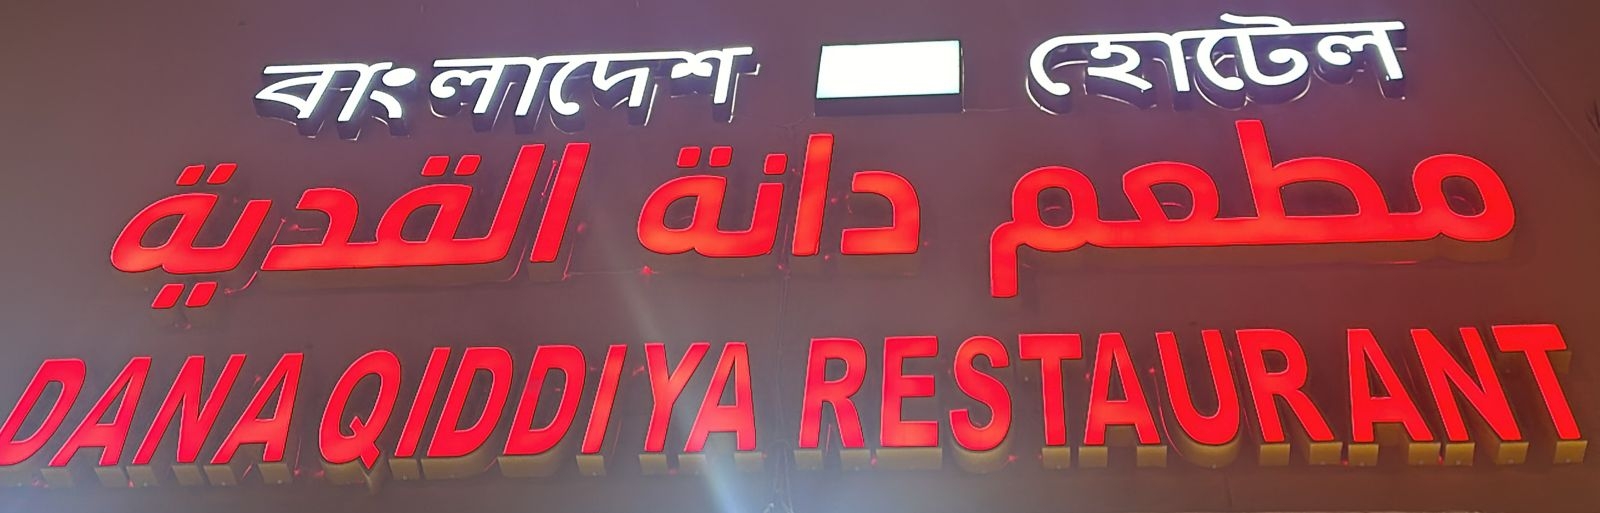 বাংলাদেশ হোটেল
مطعم دانة القدية
DANA QIDDIYA RESTAURANT